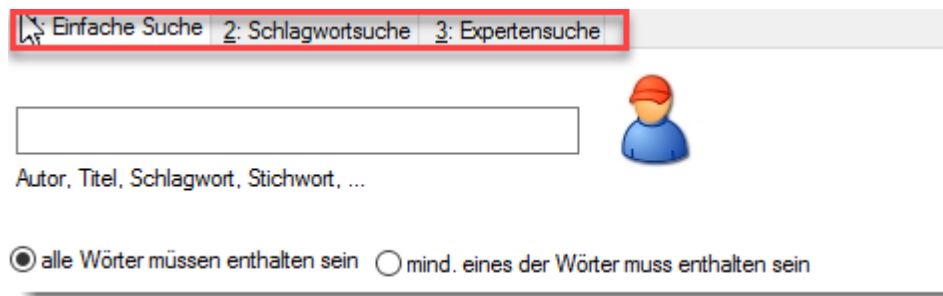 : Einfache Suche 2: Schlagwortsuche 3: Expertensuche
Autor, Titel, Schlagwort, Stichwort, ...
alle Wörter müssen enthalten sein mind. eines der Wörter muss enthalten sein